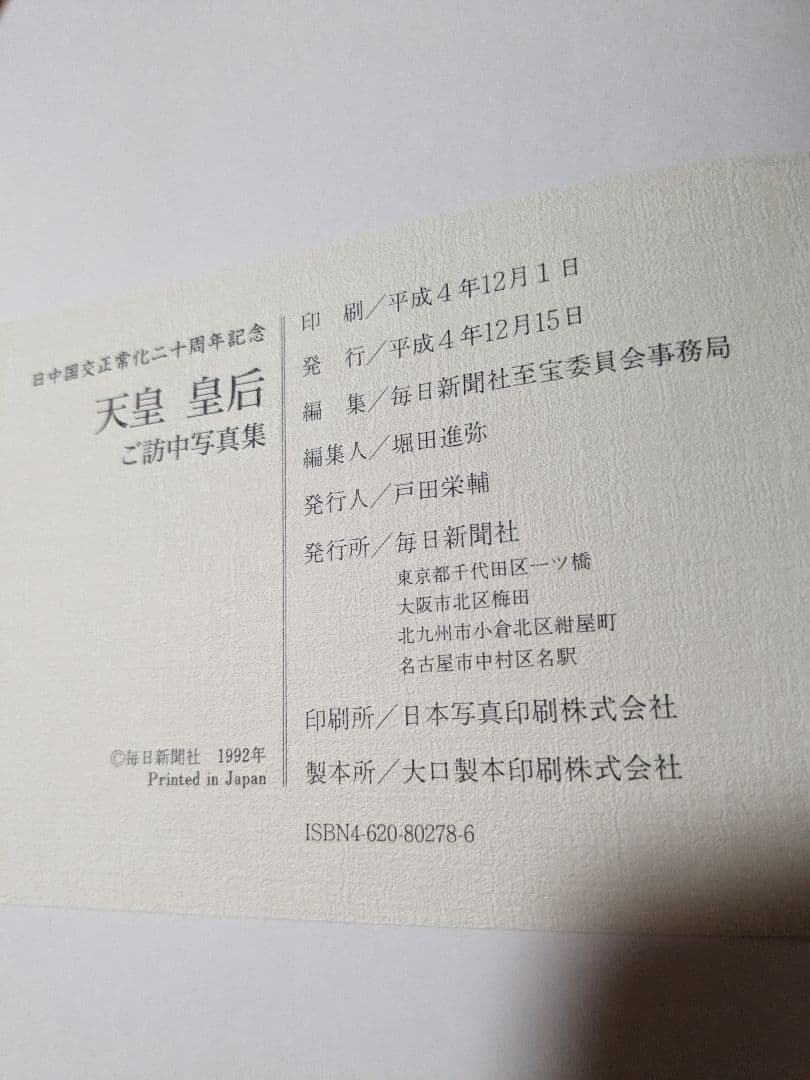 日中国交正常化二十周年記念
天皇 皇后
ご訪中写真集
©毎日新聞社 1992年
Printed in Japan
印 刷／平成4年12月1日
発 行／平成4年12月15日
編 集／毎日新聞社至宝委員会事務局
編集人／堀田進弥
発行人／戸田栄輔
発行所／毎日新聞社
東京都千代田区一ツ橋
大阪市北区梅田
北九州市小倉北区紺屋町
名古屋市中村区名駅
印刷所／日本写真印刷株式会社
製本所／大口製本印刷株式会社
ISBN4-620-80278-6